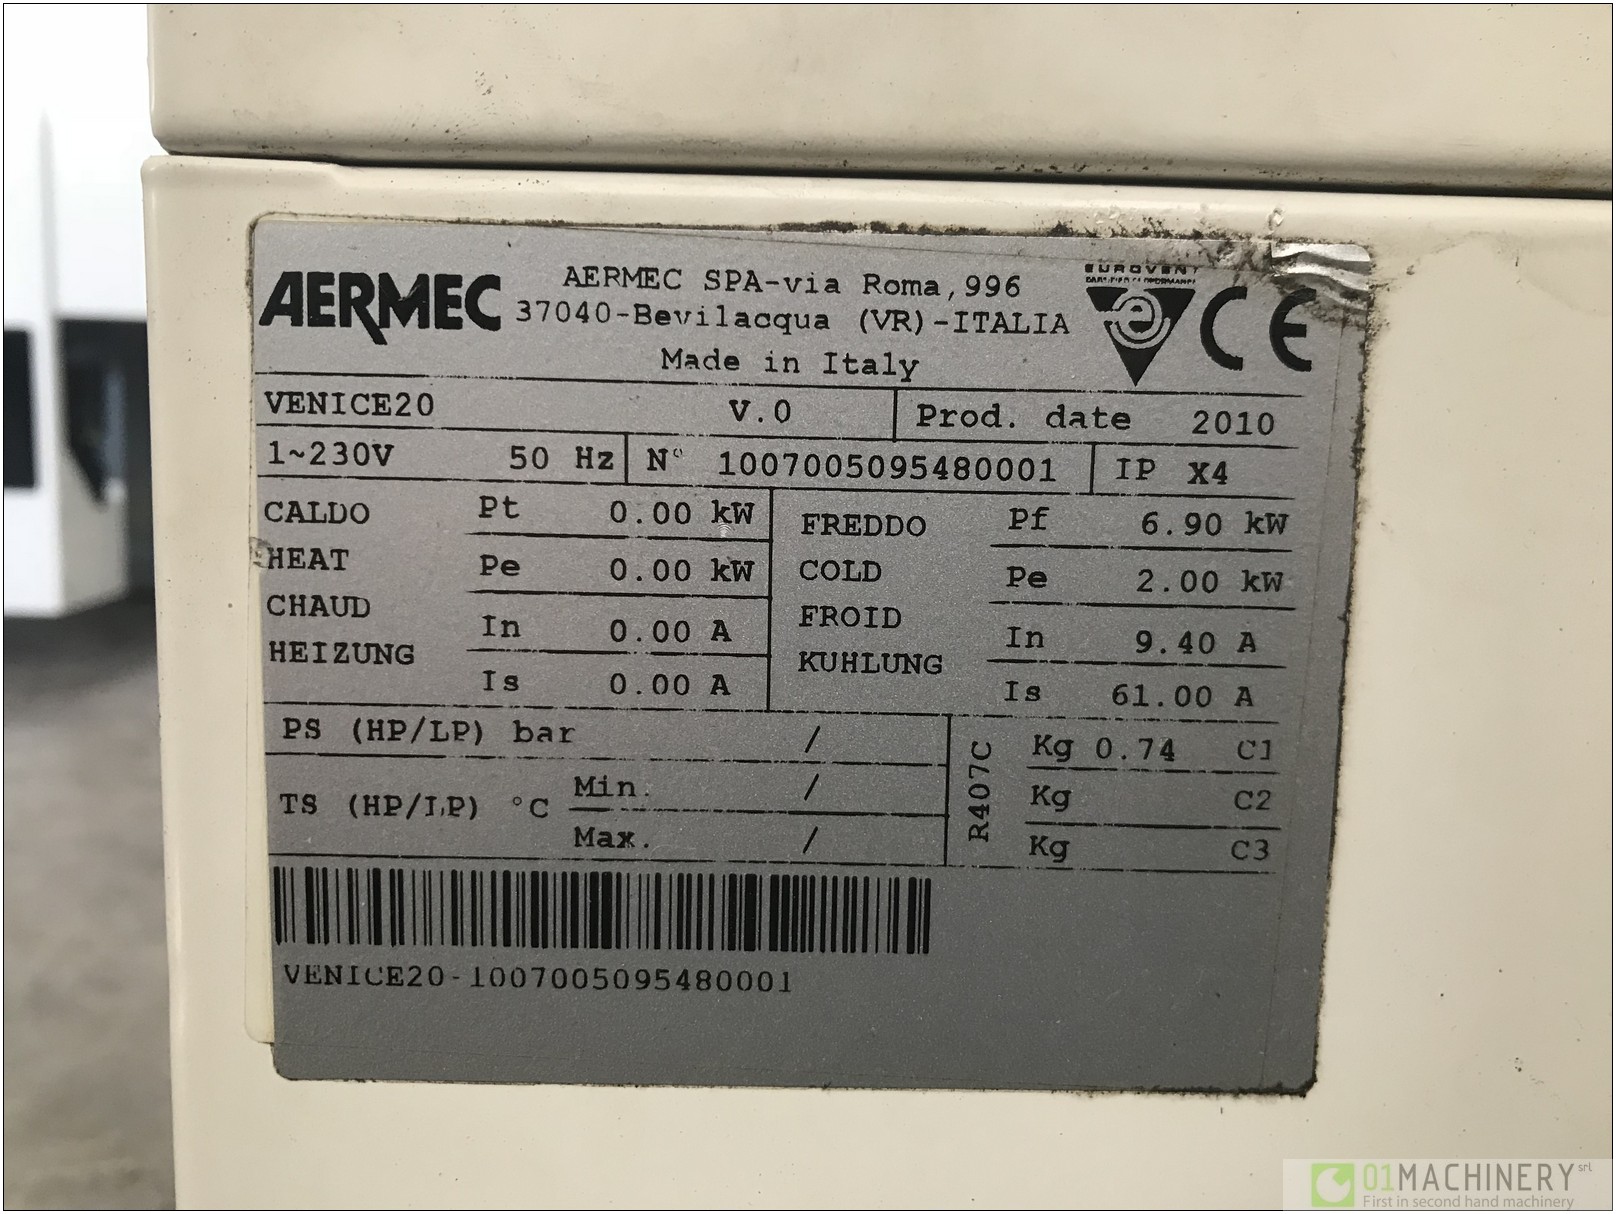 AERMEC
AERMEC SPA-via Roma,996
37040-Bevilacqua (VR)-ITALIA
Made in Italy
EUROVENT
CERTIFIED PERFORMANCE
CE
VENICE20 V.0 Prod. date 2010
1~230V 50 Hz N° 1007005095480001 IP X4
CALDO Pt 0.00 kW FREDDO Pf 6.90 kW
HEAT Pe 0.00 kW COLD Pe 2.00 kW
CHAUD In 0.00 A FROID In 9.40 A
HEIZUNG Is 0.00 A KUHLUNG Is 61.00 A
PS (HP/LP) bar /
TS (HP/LP) °C Min. /
Max. /
R407C Kg 0.74 C1
Kg C2
Kg C3
VENICE20-1007005095480001
01MACHINERY srl
First in second hand machinery